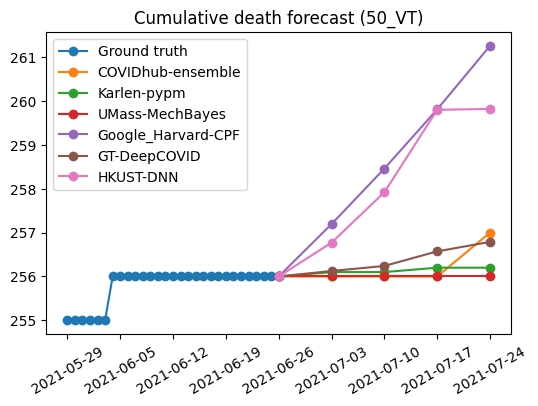 Cumulative death forecast (50_VT)
Ground truth
COVIDhub-ensemble
Karlen-pypm
UMass-MechBayes
Google_Harvard-CPF
GT-DeepCOVID
HKUST-DNN
261
260
259
258
257
256
255
2021-05-29
2021-06-05
2021-06-12
2021-06-19
2021-06-26
2021-07-03
2021-07-10
2021-07-17
2021-07-24